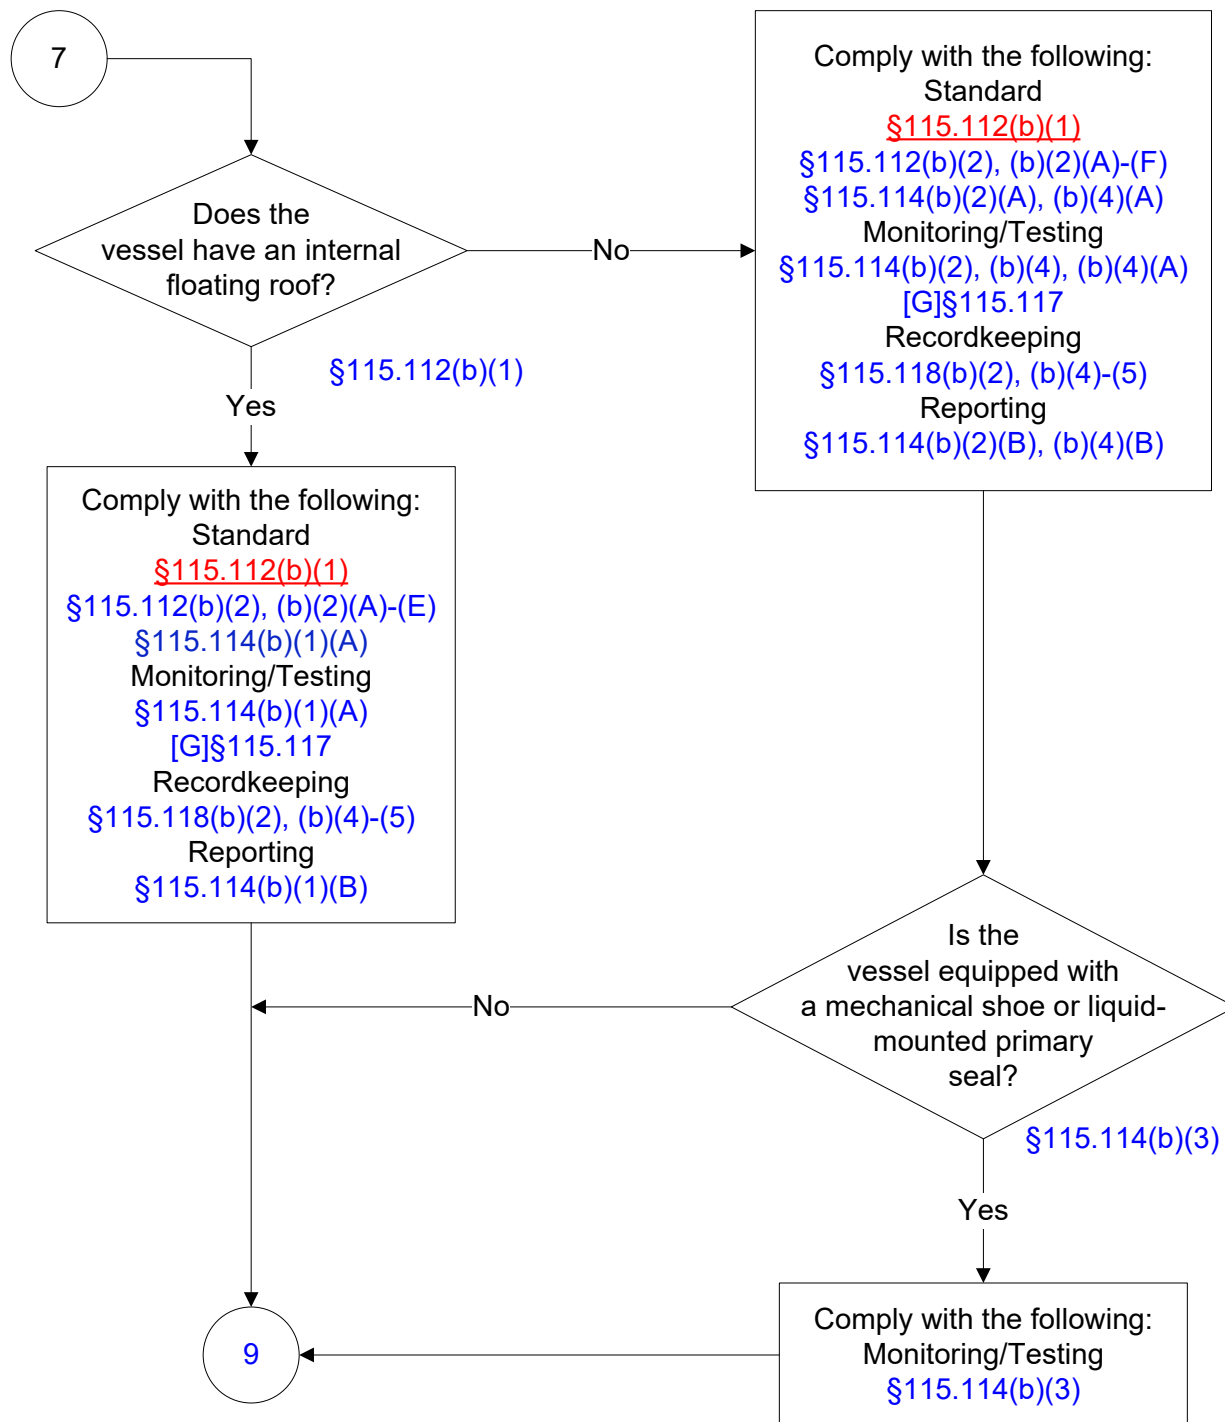 7
Does the
vessel have an internal
floating roof?
No
§115.112(b)(1)
Yes
Comply with the following:
Standard
§115.112(b)(1)
§115.112(b)(2), (b)(2)(A)-(F)
§115.114(b)(2)(A), (b)(4)(A)
Monitoring/Testing
§115.114(b)(2), (b)(4), (b)(4)(A)
[G]§115.117
Recordkeeping
§115.118(b)(2), (b)(4)-(5)
Reporting
§115.114(b)(2)(B), (b)(4)(B)
Comply with the following:
Standard
§115.112(b)(1)
§115.112(b)(2), (b)(2)(A)-(E)
§115.114(b)(1)(A)
Monitoring/Testing
§115.114(b)(1)(A)
[G]§115.117
Recordkeeping
§115.118(b)(2), (b)(4)-(5)
Reporting
§115.114(b)(1)(B)
Is the
vessel equipped with
a mechanical shoe or liquid-
mounted primary
seal?
No
§115.114(b)(3)
Yes
Comply with the following:
Monitoring/Testing
§115.114(b)(3)
9